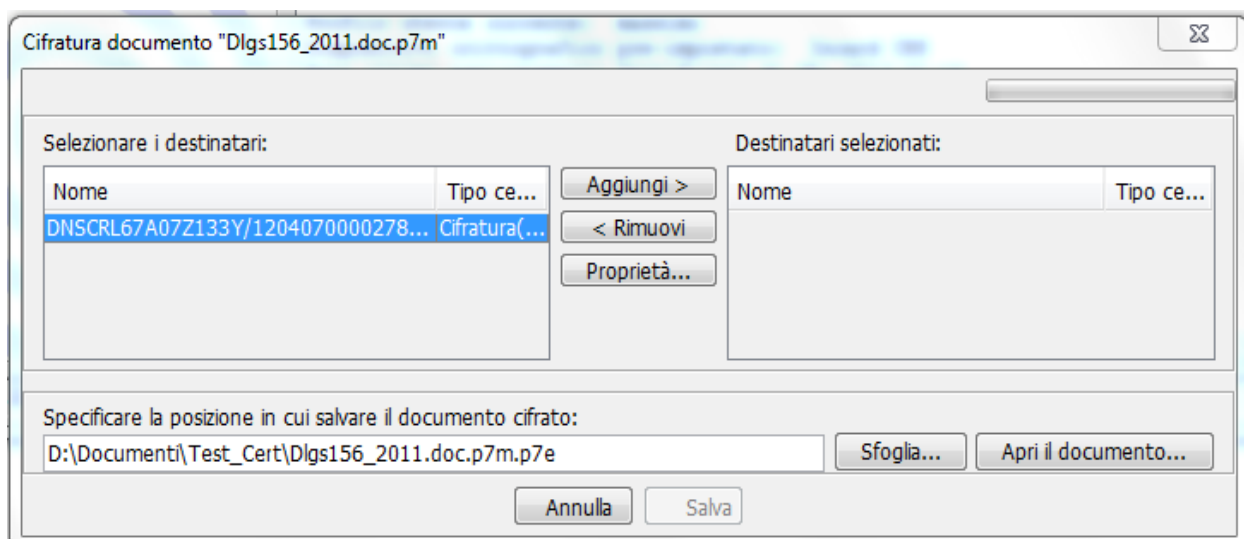 Cifratura documento "Dlgs156_2011.doc.p7m"
Selezionare i destinatari:
Destinatari selezionati:
Nome Tipo ce...
Aggiungi >
Nome Tipo ce...
DNSCRL67A07Z133Y/1204070000278... Cifratura(...
< Rimuovi
Proprietà...
Specificare la posizione in cui salvare il documento cifrato:
D:\Documenti\Test_Cert\Dlgs156_2011.doc.p7m.p7e
Sfoglia...
Apri il documento...
Annulla
Salva